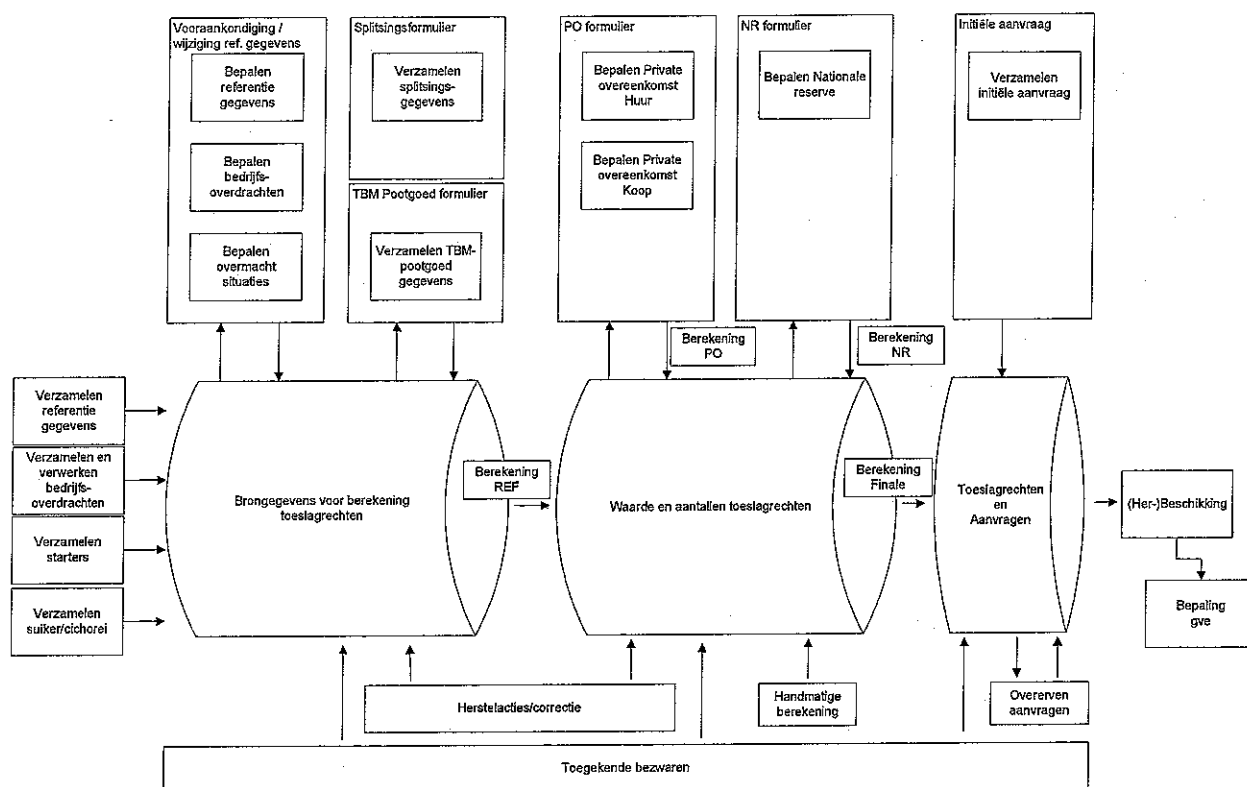 Vooraankondiging /
wijziging ref. gegevens
Bepalen
referentie
gegevens
Bepalen
bedrijfs-
overdrachten
Bepalen
overmacht
situaties
Splitsingsformulier
Verzamelen
splitsings-
gegevens
TBM Pootgoed formulier
Verzamelen TBM-
pootgoed
gegevens
PO formulier
Bepalen Private
overeenkomst
Huur
Bepalen Private
overeenkomst
Koop
NR formulier
Bepalen Nationale
reserve
Initiële aanvraag
Verzamelen
initiële aanvraag
Berekening
PO
Berekening
NR
Verzamelen
referentie
gegevens
Verzamelen en
verwerken
bedrijfs-
overdrachten
Verzamelen
starters
Verzamelen
suiker/cichorei
Brongegevens voor berekening
toeslagrechten
Berekening
REF
Waarde en aantallen toeslagrechten
Berekening
Finale
Toeslagrechten
en
Aanvragen
(Her-)Beschikking
Bepaling
gve
Herstelacties/correctie
Handmatige
berekening
Overerven
aanvragen
Toegekende bezwaren